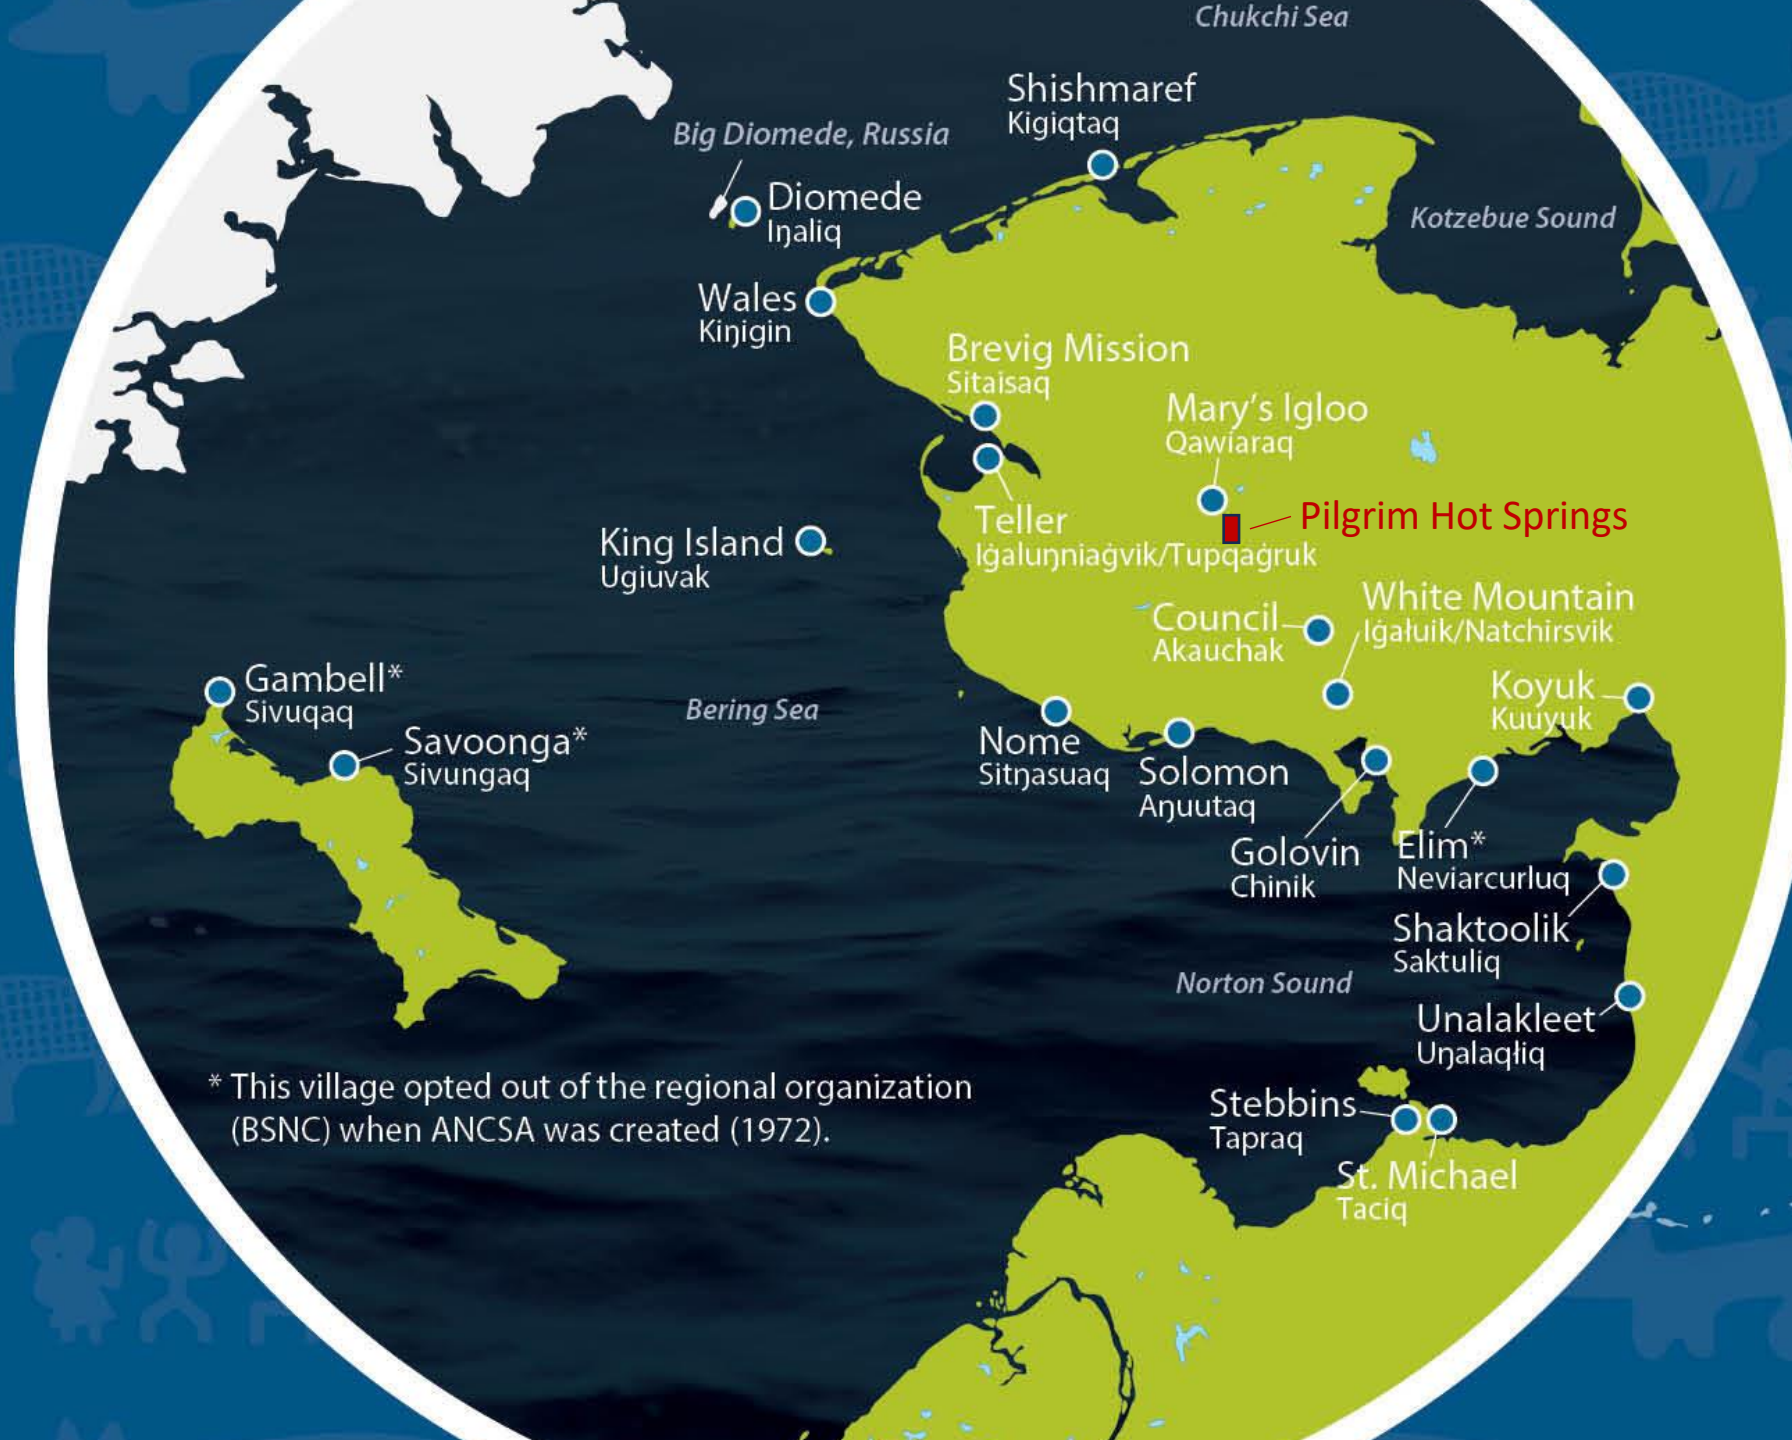 Chukchi Sea
Shishmaref
Kigiqtaq
Big Diomede, Russia
Diomede
Iŋaliq
Kotzebue Sound
Wales
Kiŋigin
Brevig Mission
Sitaisaq
Mary's Igloo
Qawiaraq
Pilgrim Hot Springs
Teller
Iġaluŋniaġvik/Tupqaġruk
King Island
Ugiuvak
White Mountain
Iġałuik/Natchirsvik
Council
Akauchak
Gambell*
Sivuqaq
Koyuk
Kuuyuk
Bering Sea
Savoonga*
Sivungaq
Nome
Sitŋasuaq
Solomon
Aŋuutaq
Golovin
Chinik
Elim*
Neviarcurluq
Shaktoolik
Saktuliq
Norton Sound
Unalakleet
Uŋalaqłiq
* This village opted out of the regional organization
(BSNC) when ANCSA was created (1972).
Stebbins
Tapraq
St. Michael
Taciq